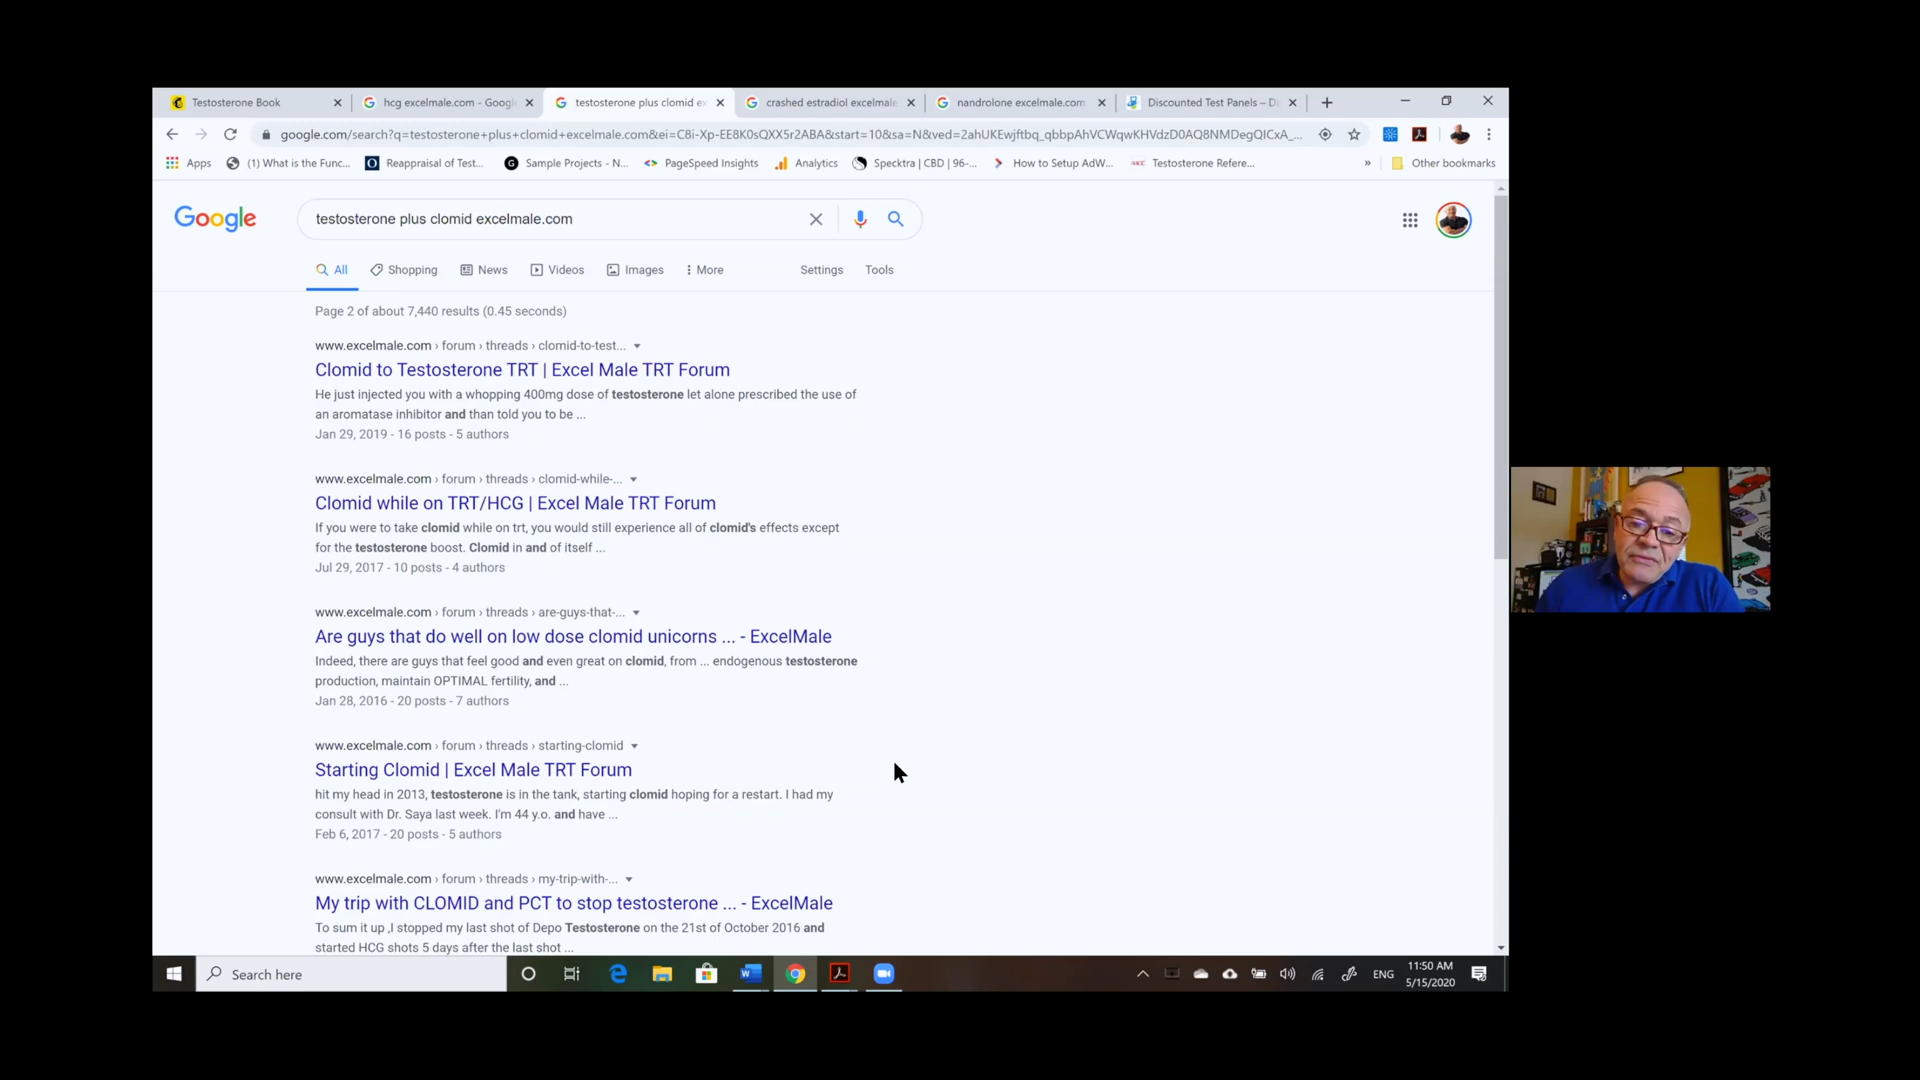 Testosterone Book
hcg excelmale.com - Google
testosterone plus clomid ex
crashed estradiol excelmale
nandrolone excelmale.com
Discounted Test Panels – D
google.com/search?q=testosterone+plus+clomid+excelmale.com&ei=C8i-Xp-EE8K0sQXX5r2ABA&start=10&sa=N&ved=2ahUKEwjftbq_qbbpAhVCWqwKHVdzD0AQ8NMDegQICxA_...
Apps
(1) What is the Func...
Reappraisal of Test...
Sample Projects - N...
PageSpeed Insights
Analytics
Specktra | CBD | 96-...
How to Setup AdW...
Testosterone Refere...
» Other bookmarks
Google
testosterone plus clomid excelmale.com
All Shopping News Videos Images More Settings Tools
Page 2 of about 7,440 results (0.45 seconds)
www.excelmale.com › forum › threads › clomid-to-test...
Clomid to Testosterone TRT | Excel Male TRT Forum
He just injected you with a whopping 400mg dose of testosterone let alone prescribed the use of
an aromatase inhibitor and than told you to be ...
Jan 29, 2019 - 16 posts - 5 authors
www.excelmale.com › forum › threads › clomid-while-...
Clomid while on TRT/HCG | Excel Male TRT Forum
If you were to take clomid while on trt, you would still experience all of clomid's effects except
for the testosterone boost. Clomid in and of itself ...
Jul 29, 2017 - 10 posts - 4 authors
www.excelmale.com › forum › threads › are-guys-that-...
Are guys that do well on low dose clomid unicorns ... - ExcelMale
Indeed, there are guys that feel good and even great on clomid, from ... endogenous testosterone
production, maintain OPTIMAL fertility, and ...
Jan 28, 2016 - 20 posts - 7 authors
www.excelmale.com › forum › threads › starting-clomid
Starting Clomid | Excel Male TRT Forum
hit my head in 2013, testosterone is in the tank, starting clomid hoping for a restart. I had my
consult with Dr. Saya last week. I'm 44 y.o. and have ...
Feb 6, 2017 - 20 posts - 5 authors
www.excelmale.com › forum › threads › my-trip-with-...
My trip with CLOMID and PCT to stop testosterone ... - ExcelMale
To sum it up ,I stopped my last shot of Depo Testosterone on the 21st of October 2016 and
started HCG shots 5 days after the last shot ...
Search here
ENG
11:50 AM
5/15/2020